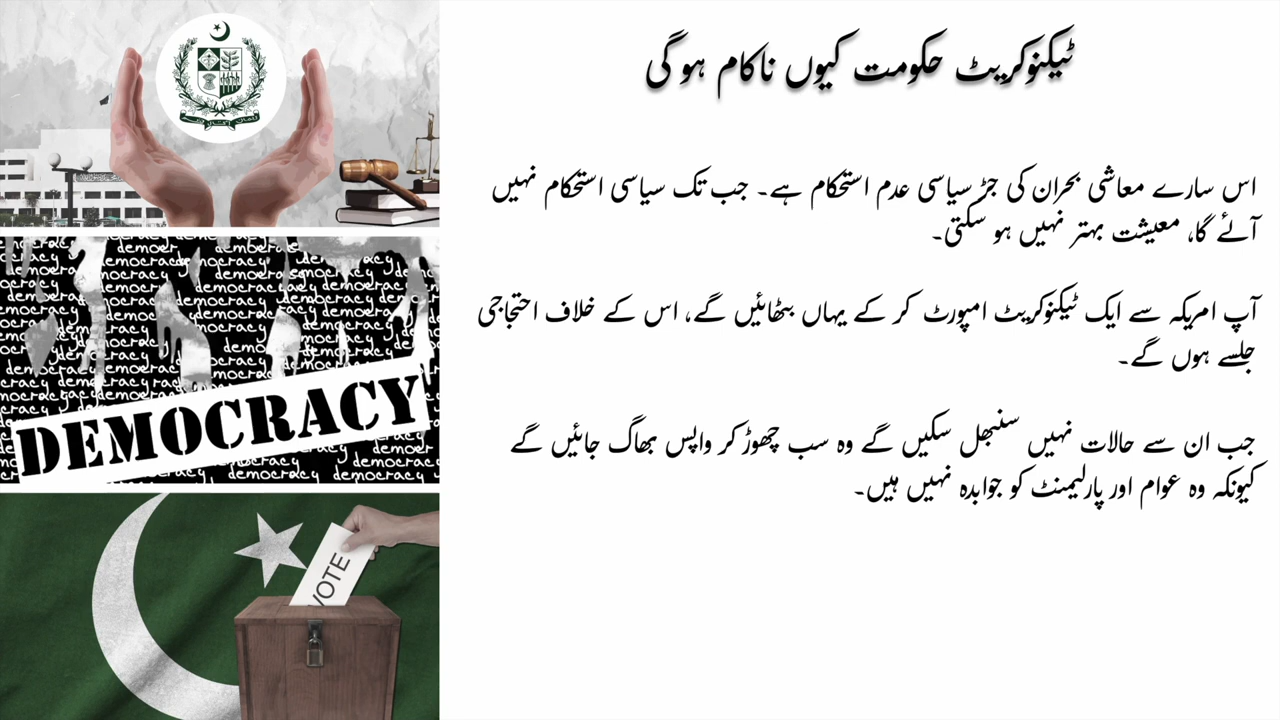 ٹیکنوکریٹ حکومت کیوں ناکام ہو گی
اس سارے معاشی بحران کی جڑ سیاسی عدم استحکام ہے۔ جب تک سیاسی استحکام نہیں
آئے گا، معیشت بہتر نہیں ہو سکتی۔
آپ امریکہ سے ایک ٹیکنوکریٹ امپورٹ کر کے یہاں بٹھائیں گے، اس کے خلاف احتجاجی
جلسے ہوں گے۔
جب ان سے حالات نہیں سنبھل سکیں گے وہ سب چھوڑ کر واپس بھاگ جائیں گے
کیونکہ وہ عوام اور پارلیمنٹ کو جوابدہ نہیں ہیں۔
DEMOCRACY
VOTE